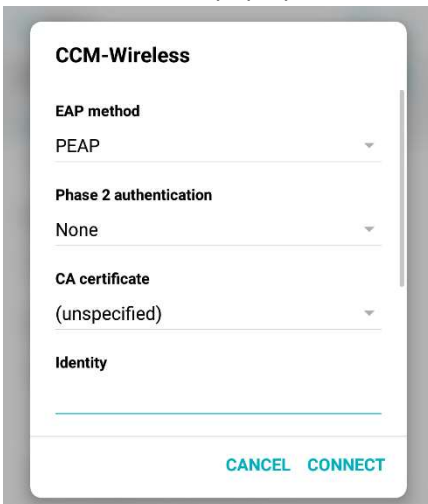 CCM-Wireless
EAP method
PEAP
Phase 2 authentication
None
CA certificate
(unspecified)
Identity
CANCEL CONNECT